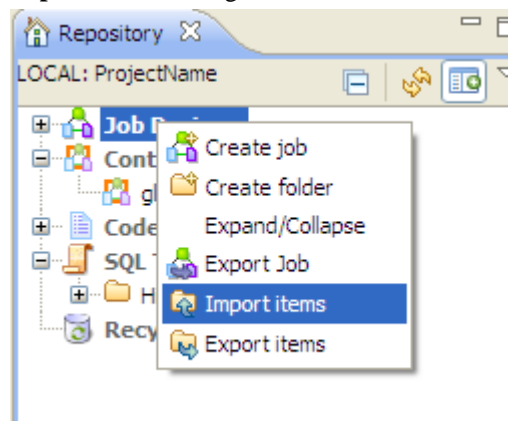 Repository
LOCAL: ProjectName
Job
Create job
Cont
Create folder
Code
Expand/Collapse
SQL
Export Job
H
Import items
Recy
Export items